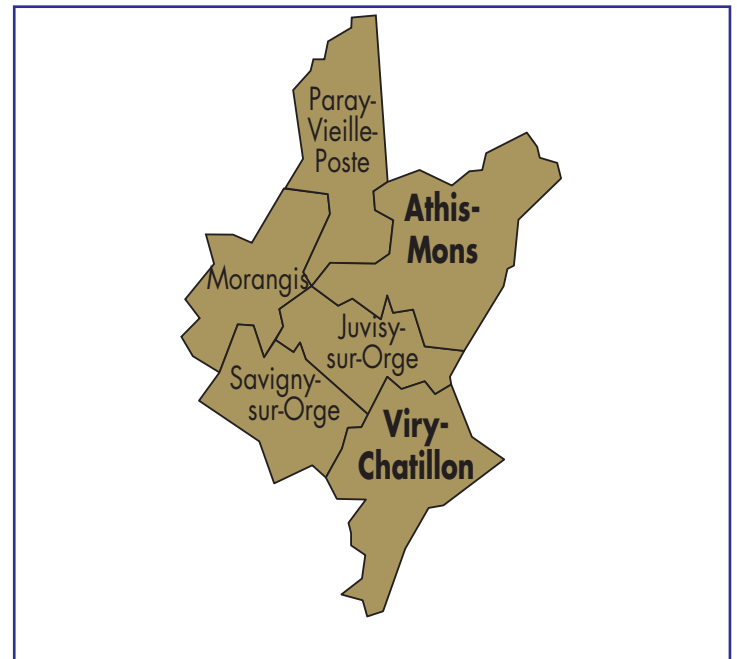 Paray-
Vieille-
Poste
Athis-
Mons
Morangis
Juvisy-
sur-Orge
Savigny-
sur-Orge
Viry-
Chatillon